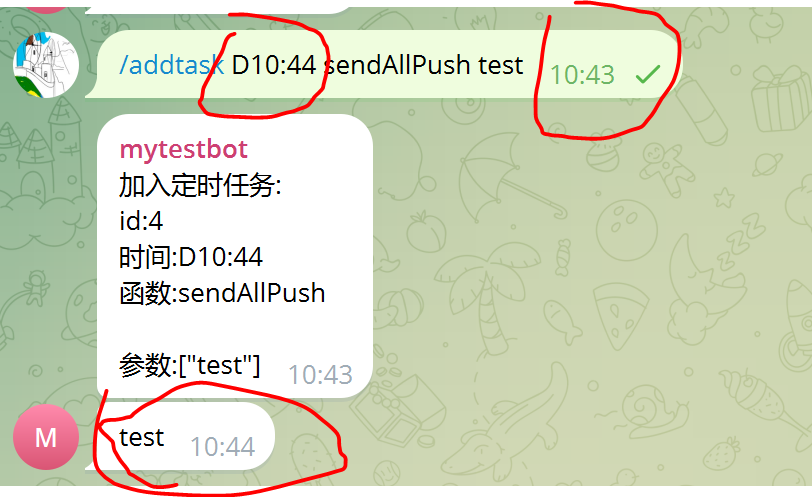 /addtask D10:44 sendAllPush test 10:43
mytestbot
加入定时任务:
id:4
时间:D10:44
函数:sendAllPush
参数:["test"] 10:43
M
test 10:44